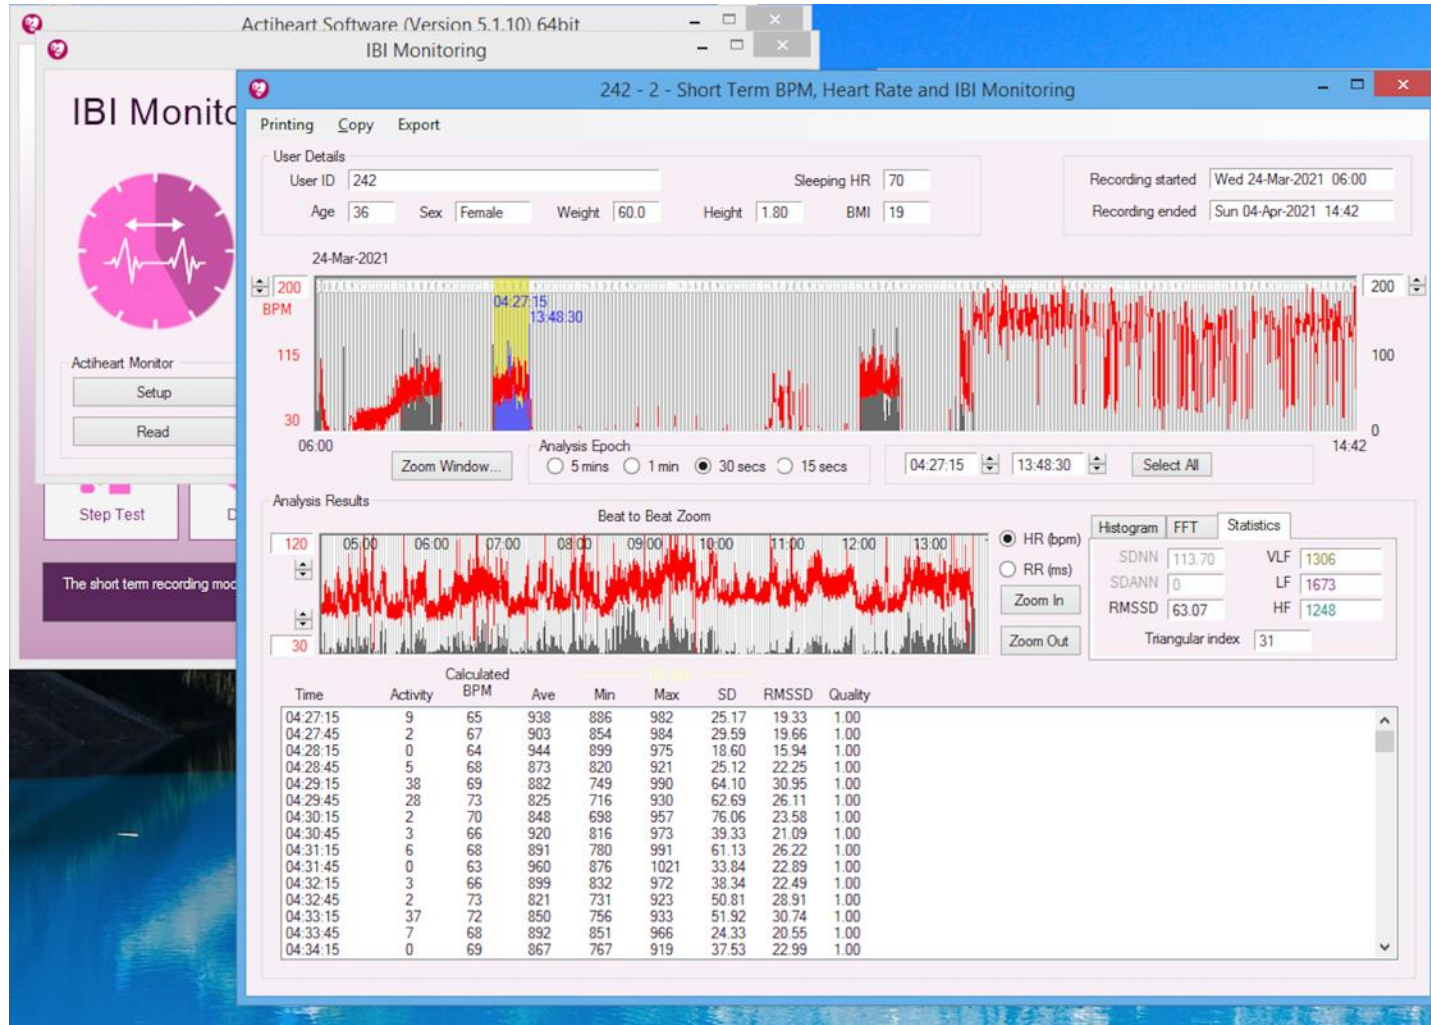 Actiheart Software (Version 5.1.10) 64bit
IBI Monitoring
IBI Monito
Actiheart Monitor
Setup
Read
Step Test
D
The short term recording mod
242 - 2 - Short Term BPM, Heart Rate and IBI Monitoring
Printing Copy Export
User Details
User ID 242 Sleeping HR 70
Age 36 Sex Female Weight 60.0 Height 1.80 BMI 19
Recording started Wed 24-Mar-2021 06:00
Recording ended Sun 04-Apr-2021 14:42
24-Mar-2021
200 200
BPM
04:27:15
13:48:30
115 100
30 0
06:00 14:42
Zoom Window...
Analysis Epoch
5 mins 1 min 30 secs 15 secs
04:27:15 13:48:30 Select All
Analysis Results
Beat to Beat Zoom
120 05:00 06:00 07:00 08:00 09:00 10:00 11:00 12:00 13:00
30
HR (bpm)
RR (ms)
Zoom In
Zoom Out
Histogram FFT Statistics
SDNN 113.70 VLF 1306
SDANN 0 LF 1673
RMSSD 63.07 HF 1248
Triangular index 31
Time Activity Calculated BPM Ave Min Max SD RMSSD Quality
04:27:15 9 65 938 886 982 25.17 19.33 1.00
04:27:45 2 67 903 854 984 29.59 19.66 1.00
04:28:15 0 64 944 899 975 18.60 15.94 1.00
04:28:45 5 68 873 820 921 25.12 22.25 1.00
04:29:15 38 69 882 749 990 64.10 30.95 1.00
04:29:45 28 73 825 716 930 62.69 26.11 1.00
04:30:15 2 70 848 698 957 76.06 23.58 1.00
04:30:45 3 66 920 816 973 39.33 21.09 1.00
04:31:15 6 68 891 780 991 61.13 26.22 1.00
04:31:45 0 63 960 876 1021 33.84 22.89 1.00
04:32:15 3 66 899 832 972 38.34 22.49 1.00
04:32:45 2 73 821 731 923 50.81 28.91 1.00
04:33:15 37 72 850 756 933 51.92 30.74 1.00
04:33:45 7 68 892 851 966 24.33 20.55 1.00
04:34:15 0 69 867 767 919 37.53 22.99 1.00